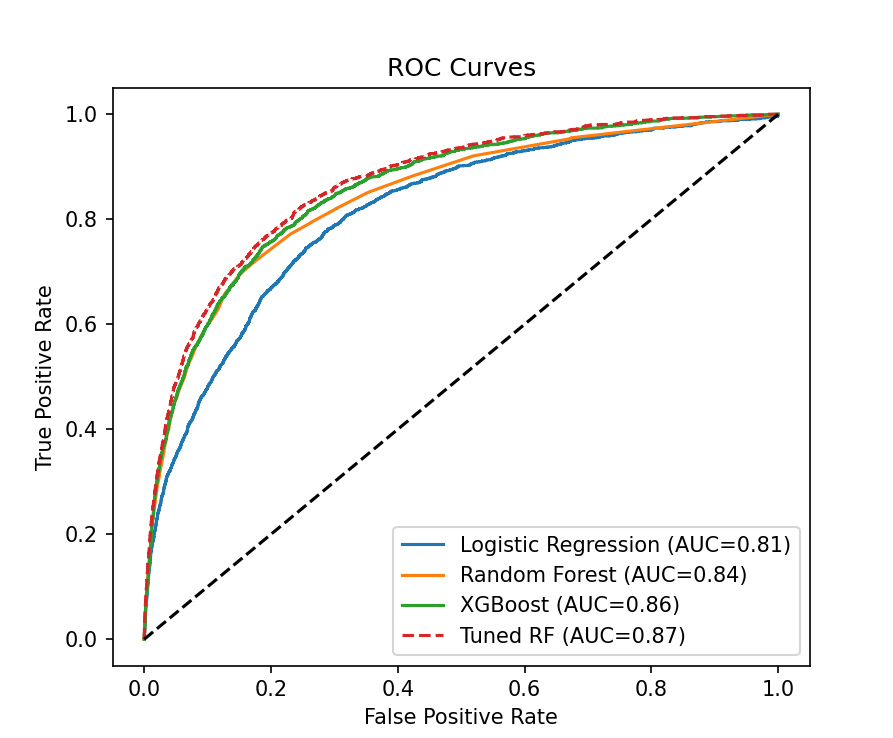 ROC Curves
1.0
0.8
0.6
0.4
0.2
0.0
True Positive Rate
Logistic Regression (AUC=0.81)
Random Forest (AUC=0.84)
XGBoost (AUC=0.86)
Tuned RF (AUC=0.87)
0.0 0.2 0.4 0.6 0.8 1.0
False Positive Rate